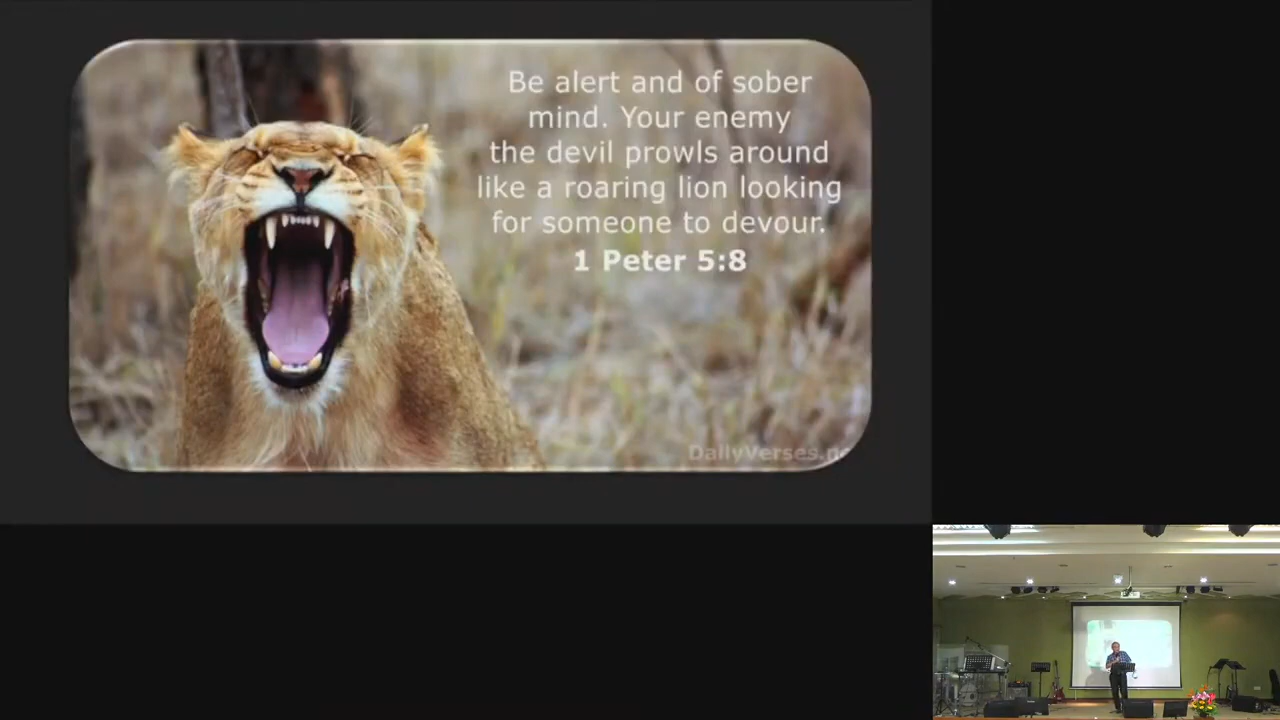 Be alert and of sober
mind. Your enemy
the devil prowls around
like a roaring lion looking
for someone to devour.
1 Peter 5:8